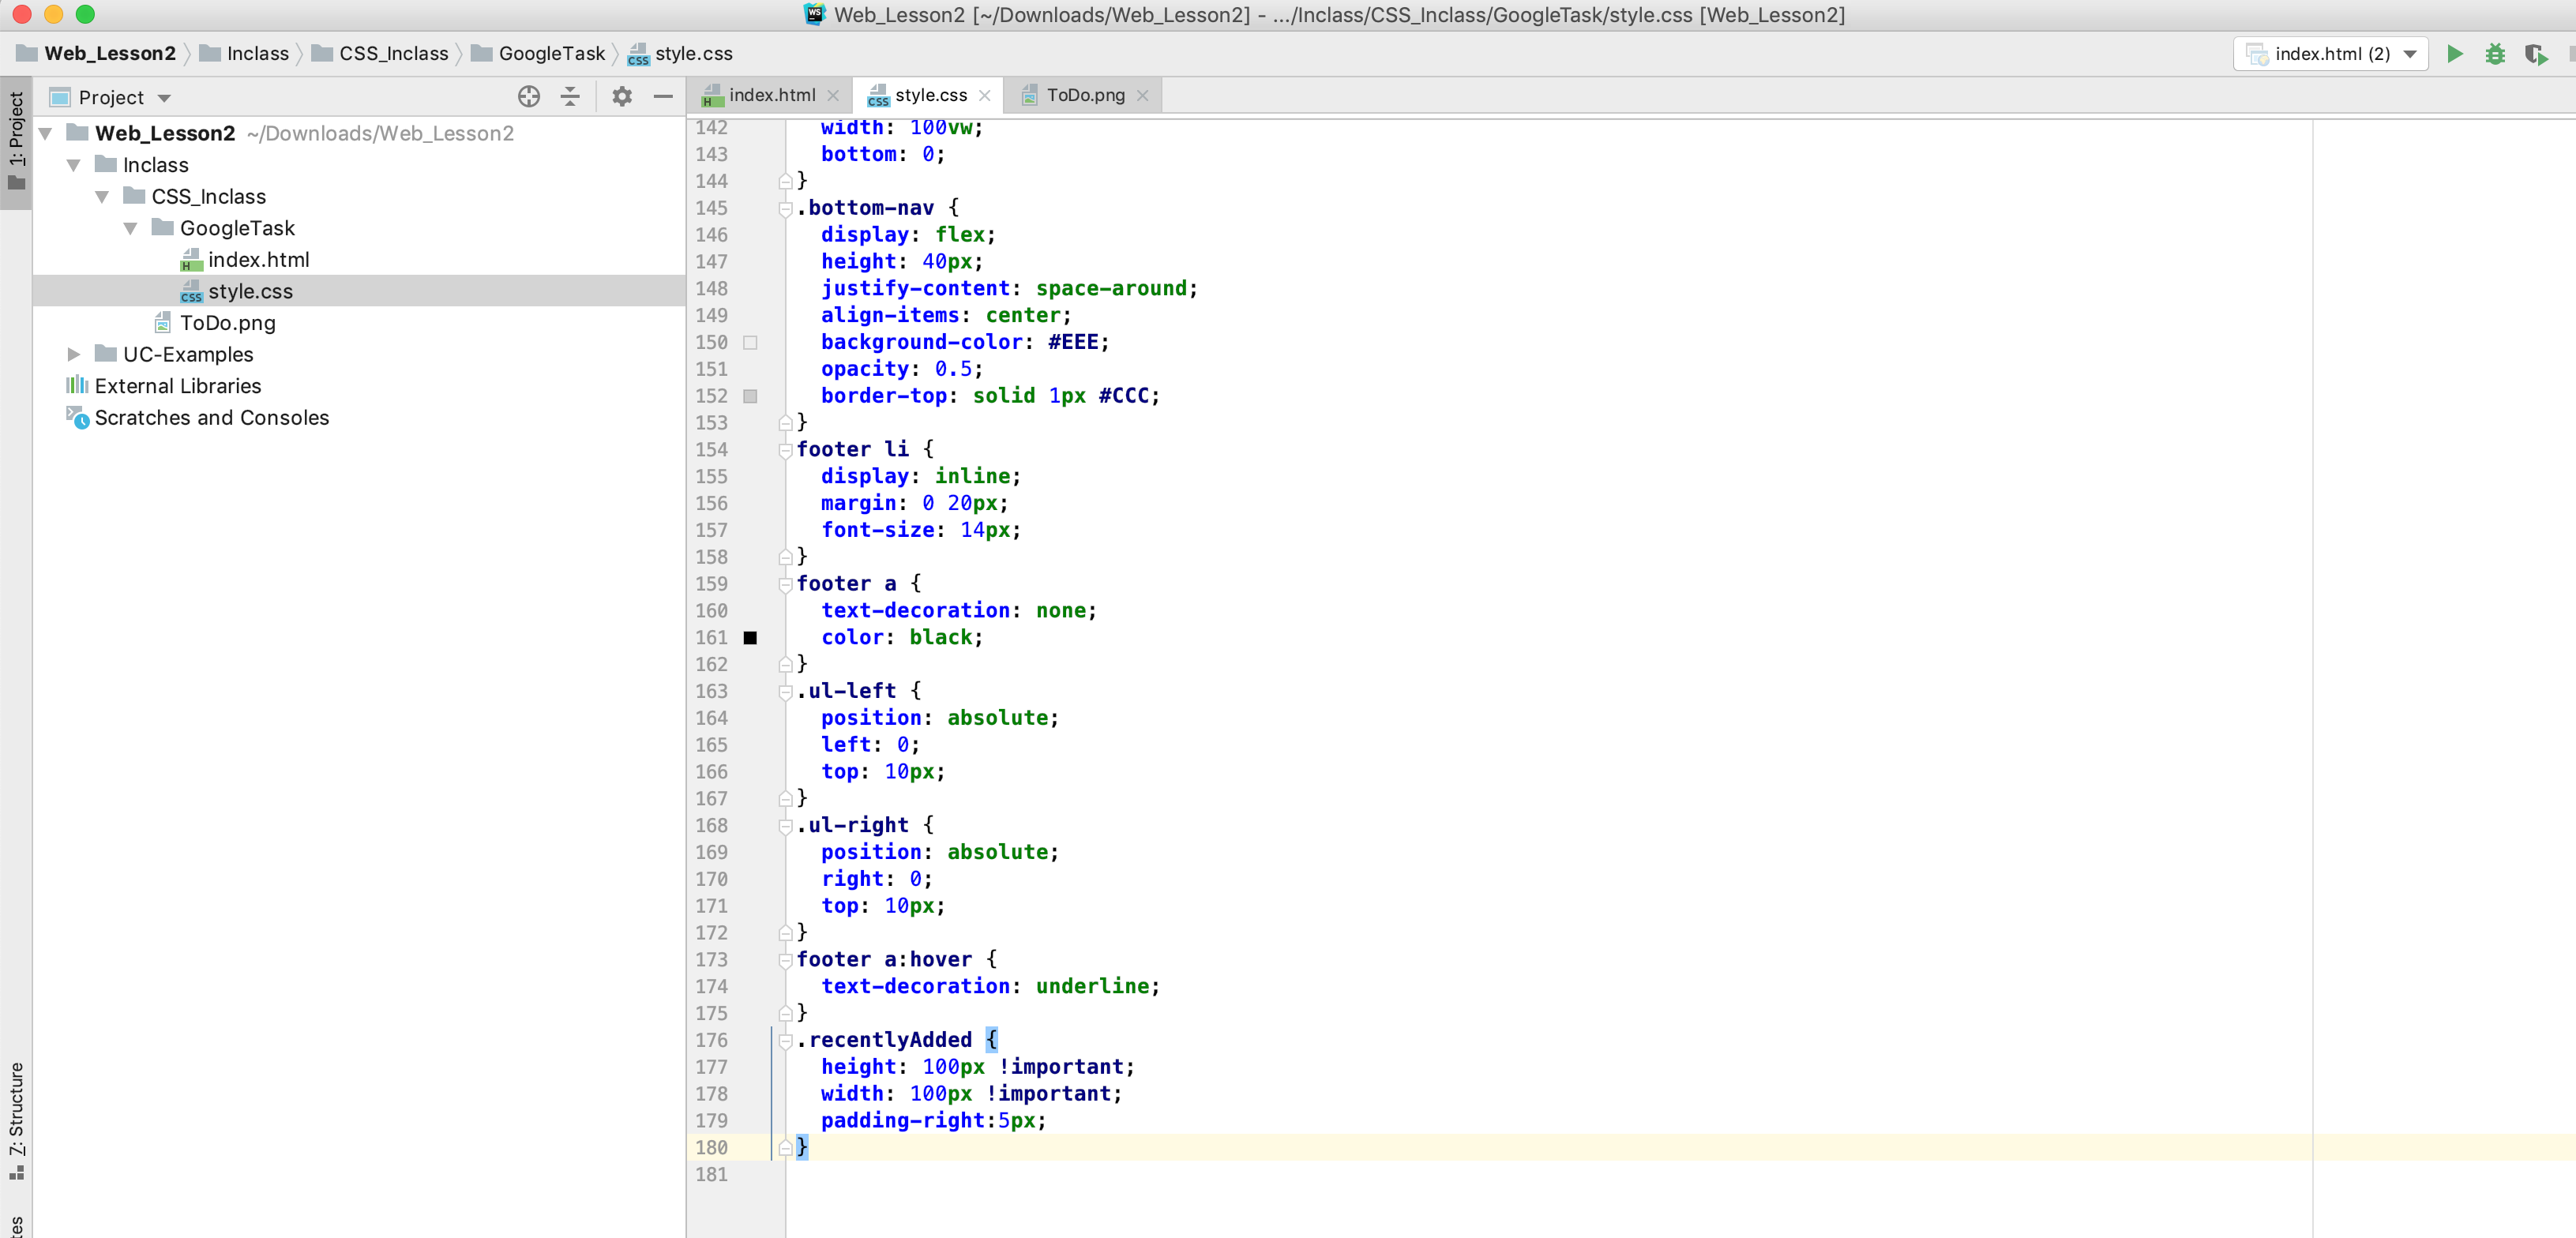 Web_Lesson2 [~/Downloads/Web_Lesson2] - .../Inclass/CSS_Inclass/GoogleTask/style.css [Web_Lesson2]
Web_Lesson2 Inclass CSS_Inclass GoogleTask style.css index.html (2)
1: Project
Z: Structure
Project
Web_Lesson2 ~/Downloads/Web_Lesson2
Inclass
CSS_Inclass
GoogleTask
index.html
style.css
ToDo.png
UC-Examples
External Libraries
Scratches and Consoles
index.html style.css ToDo.png
142 width: 100vw;
143 bottom: 0;
144 }
145 .bottom-nav {
146 display: flex;
147 height: 40px;
148 justify-content: space-around;
149 align-items: center;
150 background-color: #EEE;
151 opacity: 0.5;
152 border-top: solid 1px #CCC;
153 }
154 footer li {
155 display: inline;
156 margin: 0 20px;
157 font-size: 14px;
158 }
159 footer a {
160 text-decoration: none;
161 color: black;
162 }
163 .ul-left {
164 position: absolute;
165 left: 0;
166 top: 10px;
167 }
168 .ul-right {
169 position: absolute;
170 right: 0;
171 top: 10px;
172 }
173 footer a:hover {
174 text-decoration: underline;
175 }
176 .recentlyAdded {
177 height: 100px !important;
178 width: 100px !important;
179 padding-right:5px;
180 }
181